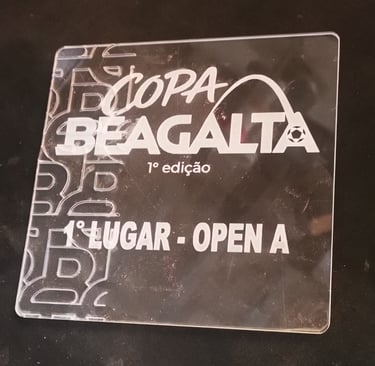 COPA
BEAGALTA
1º edição
1º LUGAR - OPEN A